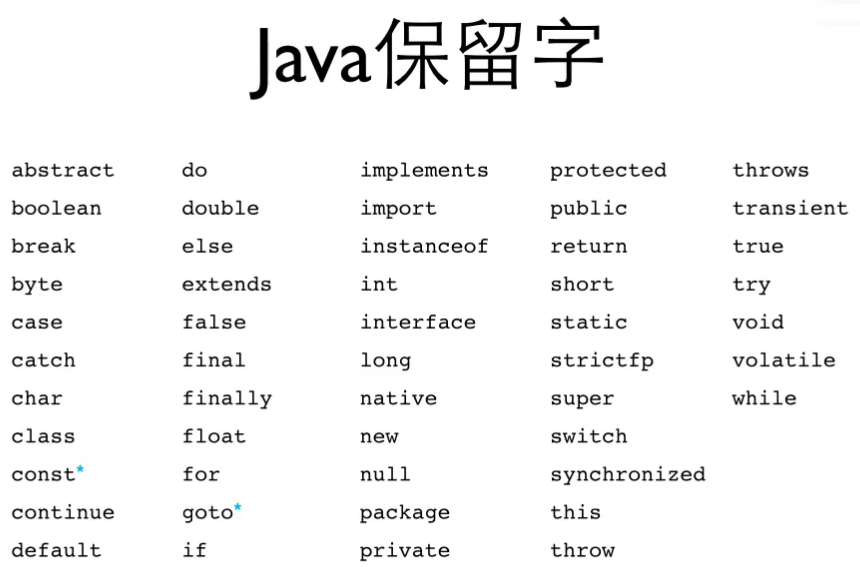 Java保留字
abstract do implements protected throws
boolean double import public transient
break else instanceof return true
byte extends int short try
case false interface static void
catch final long strictfp volatile
char finally native super while
class float new switch
const* for null synchronized
continue goto* package this
default if private throw